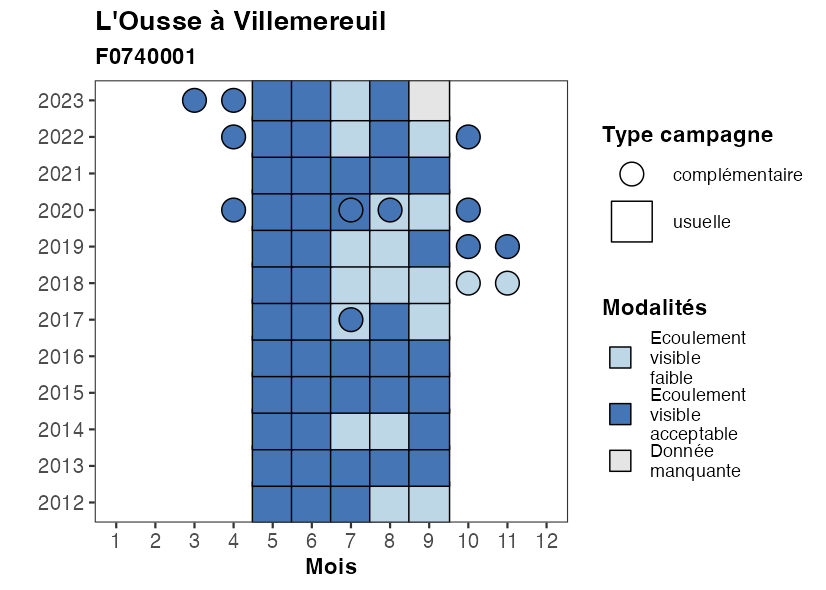 L'Ousse à Villemereuil
F0740001
2023
2022
2021
2020
2019
2018
2017
2016
2015
2014
2013
2012
1 2 3 4 5 6 7 8 9 10 11 12
Mois
Type campagne
complémentaire
usuelle
Modalités
Ecoulement
visible
faible
Ecoulement
visible
acceptable
Donnée
manquante